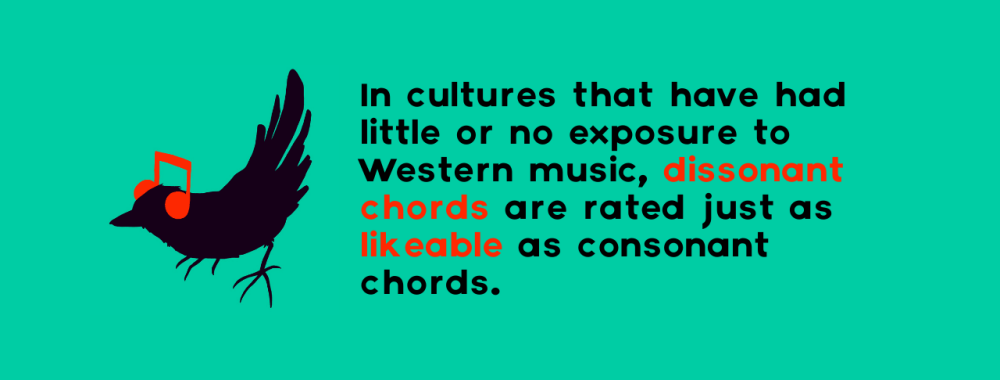 In cultures that have had
little or no exposure to
Western music, dissonant
chords are rated just as
likeable as consonant
chords.